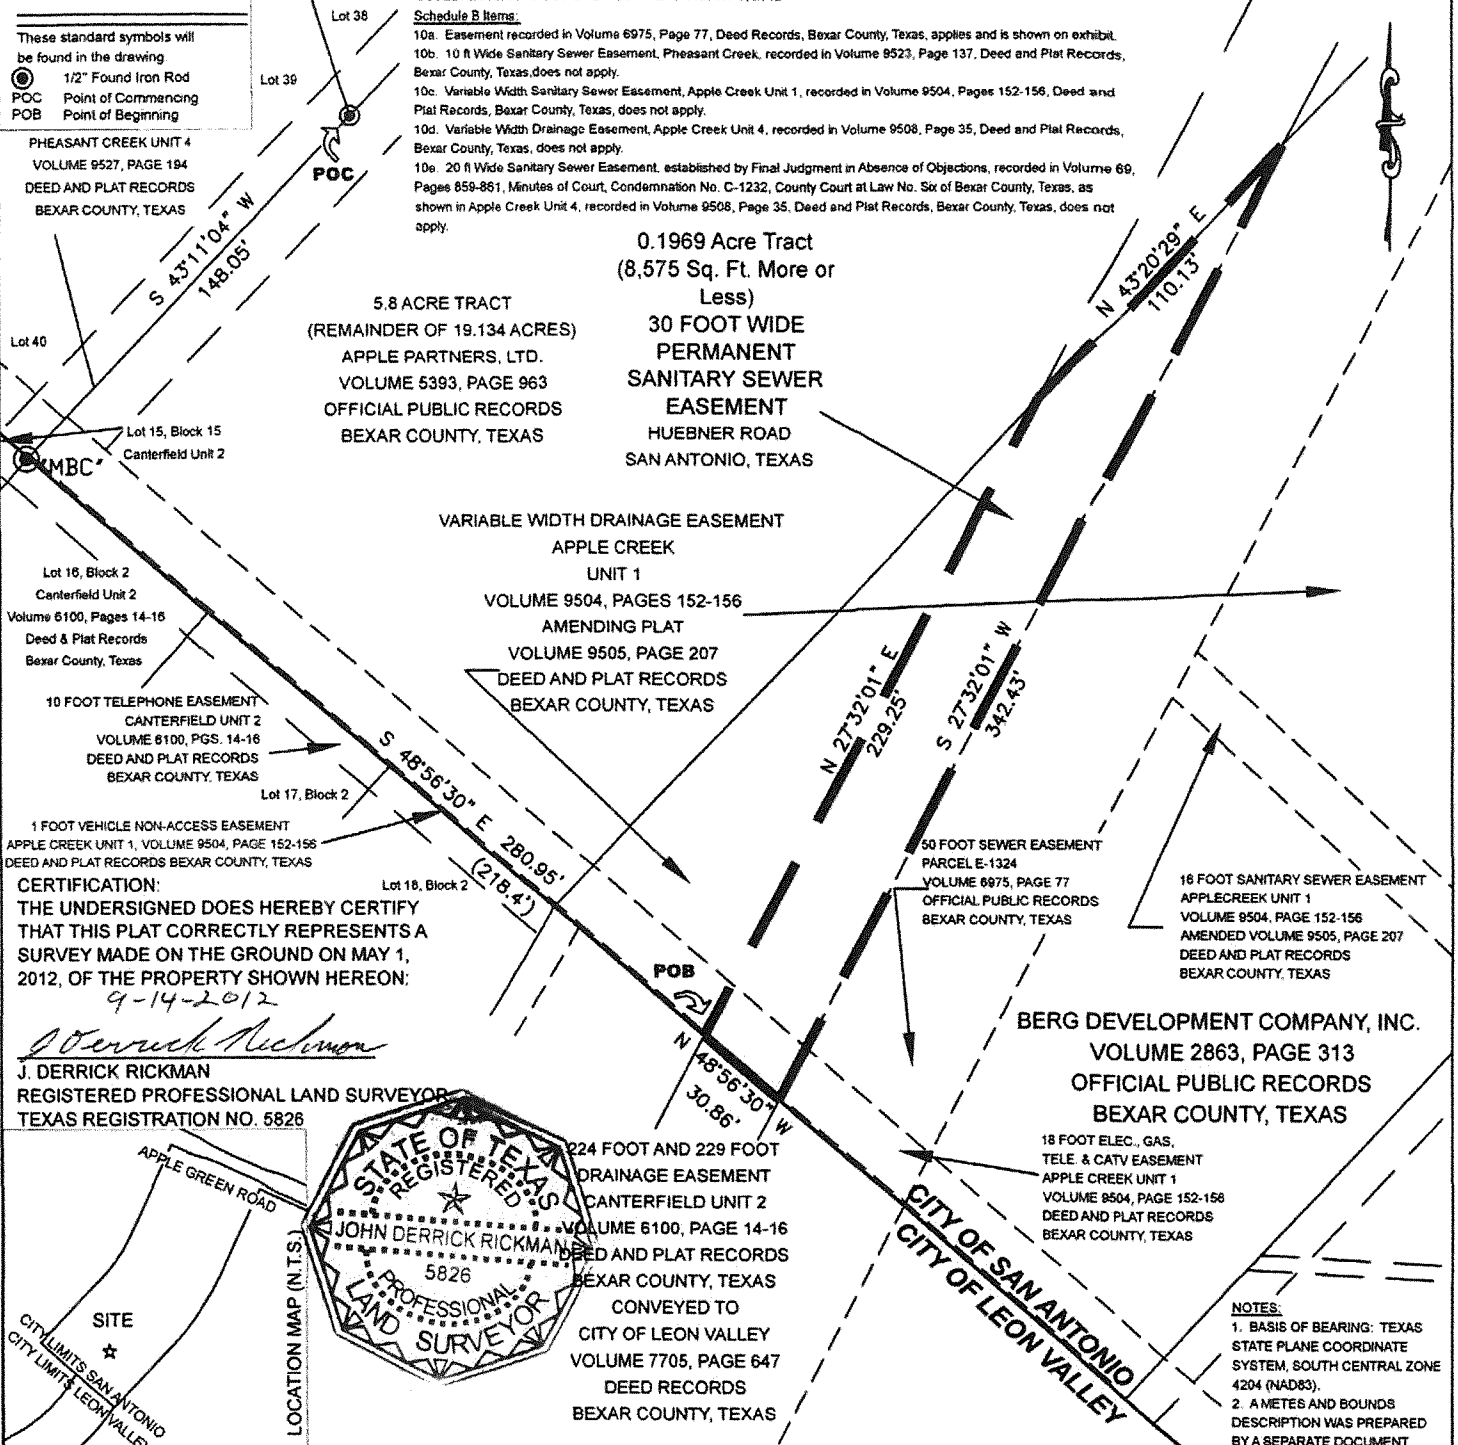 These standard symbols will
be found in the drawing
1/2" Found Iron Rod
POC Point of Commencing
POB Point of Beginning
PHEASANT CREEK UNIT 4
VOLUME 9527, PAGE 194
DEED AND PLAT RECORDS
BEXAR COUNTY, TEXAS
Lot 38
Lot 39
POC
S 43°11'04" W
148.05'
Lot 40
Schedule B Items:
10a. Easement recorded in Volume 6975, Page 77, Deed Records, Bexar County, Texas, applies and is shown on exhibit.
10b. 10 ft Wide Sanitary Sewer Easement, Pheasant Creek, recorded in Volume 9523, Page 137, Deed and Plat Records,
Bexar County, Texas,does not apply.
10c. Variable Width Sanitary Sewer Easement, Apple Creek Unit 1, recorded in Volume 9504, Pages 152-156, Deed and
Plat Records, Bexar County, Texas, does not apply.
10d. Variable Width Drainage Easement, Apple Creek Unit 4, recorded in Volume 9508, Page 35, Deed and Plat Records,
Bexar County, Texas, does not apply.
10e. 20 ft Wide Sanitary Sewer Easement, established by Final Judgment in Absence of Objections, recorded in Volume 69,
Pages 859-861, Minutes of Court, Condemnation No. C-1232, County Court at Law No. Six of Bexar County, Texas, as
shown in Apple Creek Unit 4, recorded in Volume 9508, Page 35, Deed and Plat Records, Bexar County, Texas, does not
apply.
0.1969 Acre Tract
(8,575 Sq. Ft. More or
Less)
30 FOOT WIDE
PERMANENT
SANITARY SEWER
EASEMENT
HUEBNER ROAD
SAN ANTONIO, TEXAS
5.8 ACRE TRACT
(REMAINDER OF 19.134 ACRES)
APPLE PARTNERS, LTD.
VOLUME 5393, PAGE 963
OFFICIAL PUBLIC RECORDS
BEXAR COUNTY, TEXAS
N 43°20'29" E
110.13'
Lot 15, Block 15
Canterfield Unit 2
"MBC"
VARIABLE WIDTH DRAINAGE EASEMENT
APPLE CREEK
UNIT 1
VOLUME 9504, PAGES 152-156
AMENDING PLAT
VOLUME 9505, PAGE 207
DEED AND PLAT RECORDS
BEXAR COUNTY, TEXAS
Lot 16, Block 2
Canterfield Unit 2
Volume 6100, Pages 14-16
Deed & Plat Records
Bexar County, Texas
10 FOOT TELEPHONE EASEMENT
CANTERFIELD UNIT 2
VOLUME 6100, PGS. 14-16
DEED AND PLAT RECORDS
BEXAR COUNTY, TEXAS
N 27°32'01" E
229.25'
S 27°32'01" W
342.43'
Lot 17, Block 2
S 48°56'30" E 280.95'
(218.4')
1 FOOT VEHICLE NON-ACCESS EASEMENT
APPLE CREEK UNIT 1, VOLUME 9504, PAGE 152-156
DEED AND PLAT RECORDS BEXAR COUNTY, TEXAS
Lot 18, Block 2
50 FOOT SEWER EASEMENT
PARCEL E-1324
VOLUME 6975, PAGE 77
OFFICIAL PUBLIC RECORDS
BEXAR COUNTY, TEXAS
16 FOOT SANITARY SEWER EASEMENT
APPLECREEK UNIT 1
VOLUME 9504, PAGE 152-156
AMENDED VOLUME 9505, PAGE 207
DEED AND PLAT RECORDS
BEXAR COUNTY, TEXAS
CERTIFICATION:
THE UNDERSIGNED DOES HEREBY CERTIFY
THAT THIS PLAT CORRECTLY REPRESENTS A
SURVEY MADE ON THE GROUND ON MAY 1,
2012, OF THE PROPERTY SHOWN HEREON:
9-14-2012
J Derrick Rickman
J. DERRICK RICKMAN
REGISTERED PROFESSIONAL LAND SURVEYOR
TEXAS REGISTRATION NO. 5826
POB
N 48°56'30" W
30.86'
BERG DEVELOPMENT COMPANY, INC.
VOLUME 2863, PAGE 313
OFFICIAL PUBLIC RECORDS
BEXAR COUNTY, TEXAS
18 FOOT ELEC., GAS,
TELE. & CATV EASEMENT
APPLE CREEK UNIT 1
VOLUME 9504, PAGE 152-156
DEED AND PLAT RECORDS
BEXAR COUNTY, TEXAS
224 FOOT AND 229 FOOT
DRAINAGE EASEMENT
CANTERFIELD UNIT 2
VOLUME 6100, PAGE 14-16
DEED AND PLAT RECORDS
BEXAR COUNTY, TEXAS
CONVEYED TO
CITY OF LEON VALLEY
VOLUME 7705, PAGE 647
DEED RECORDS
BEXAR COUNTY, TEXAS
STATE OF TEXAS
REGISTERED
JOHN DERRICK RICKMAN
5826
PROFESSIONAL
LAND SURVEYOR
CITY OF SAN ANTONIO
CITY OF LEON VALLEY
APPLE GREEN ROAD
SITE
CITY LIMITS SAN ANTONIO
CITY LIMITS LEON VALLEY
LOCATION MAP (N.T.S.)
NOTES:
1. BASIS OF BEARING: TEXAS
STATE PLANE COORDINATE
SYSTEM, SOUTH CENTRAL ZONE
4204 (NAD83).
2. A METES AND BOUNDS
DESCRIPTION WAS PREPARED
BY A SEPARATE DOCUMENT